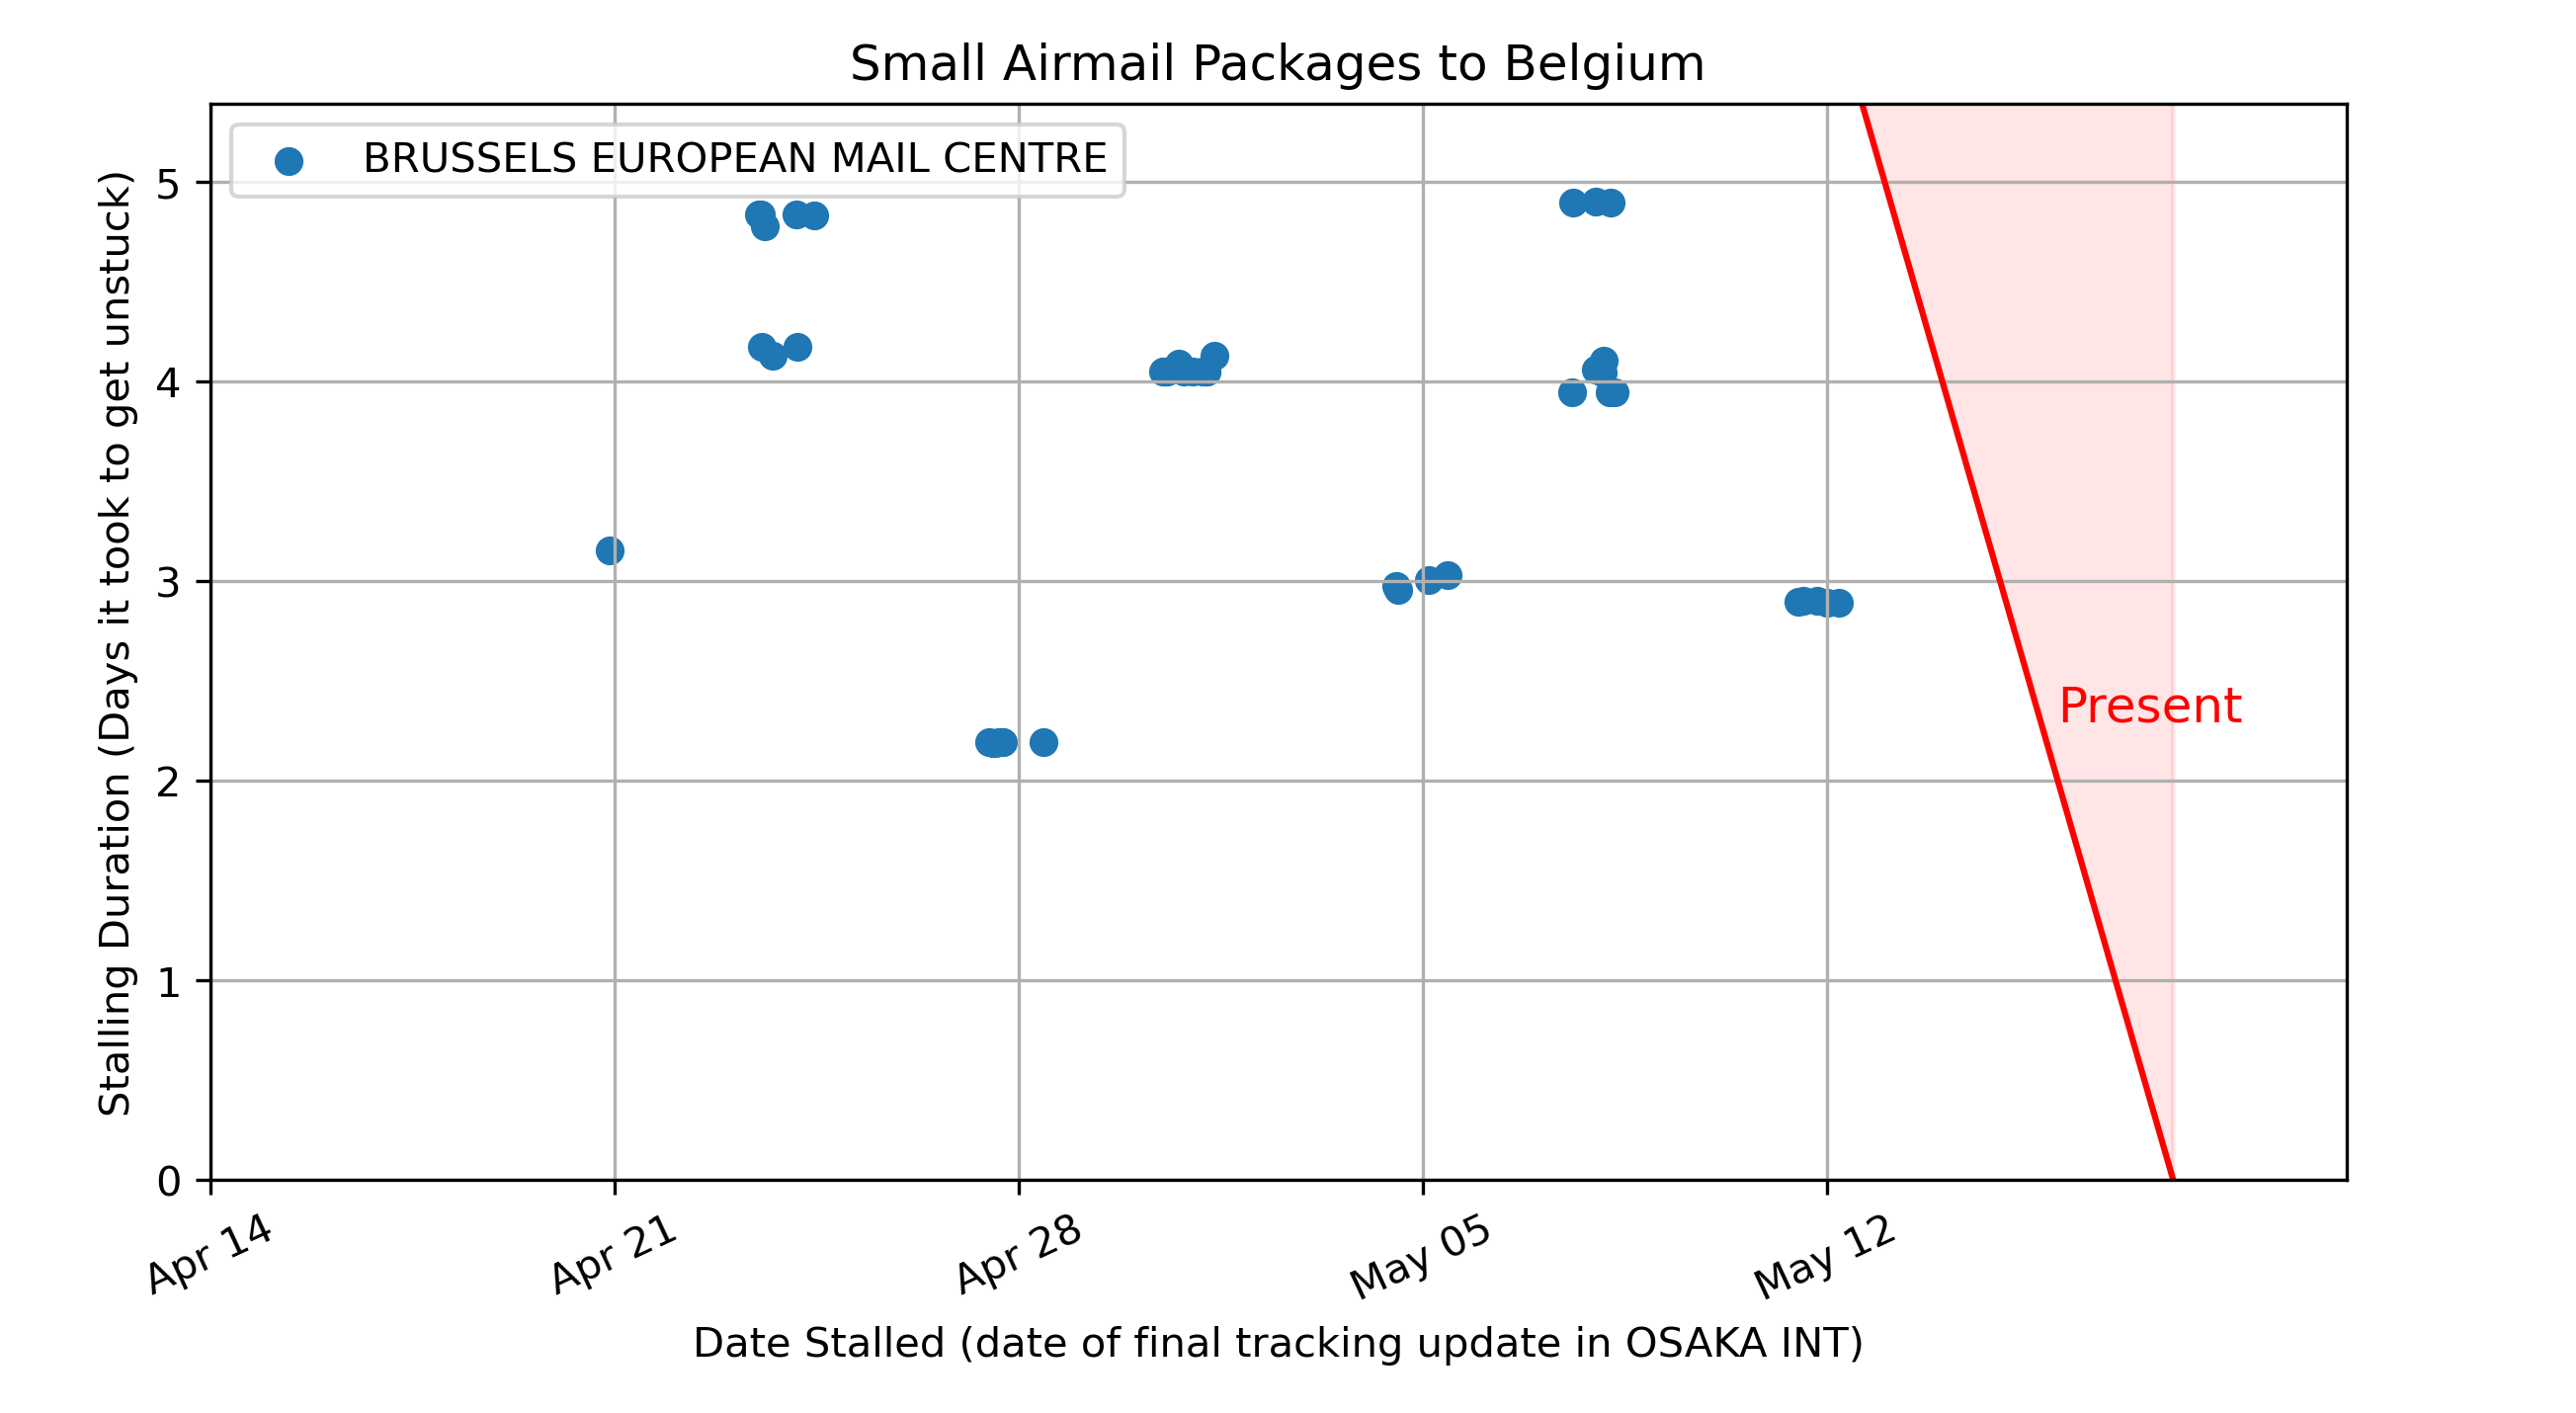 Small Airmail Packages to Belgium
BRUSSELS EUROPEAN MAIL CENTRE
Stalling Duration (Days it took to get unstuck)
5
4
3
2
1
0
Present
Apr 14
Apr 21
Apr 28
May 05
May 12
Date Stalled (date of final tracking update in OSAKA INT)